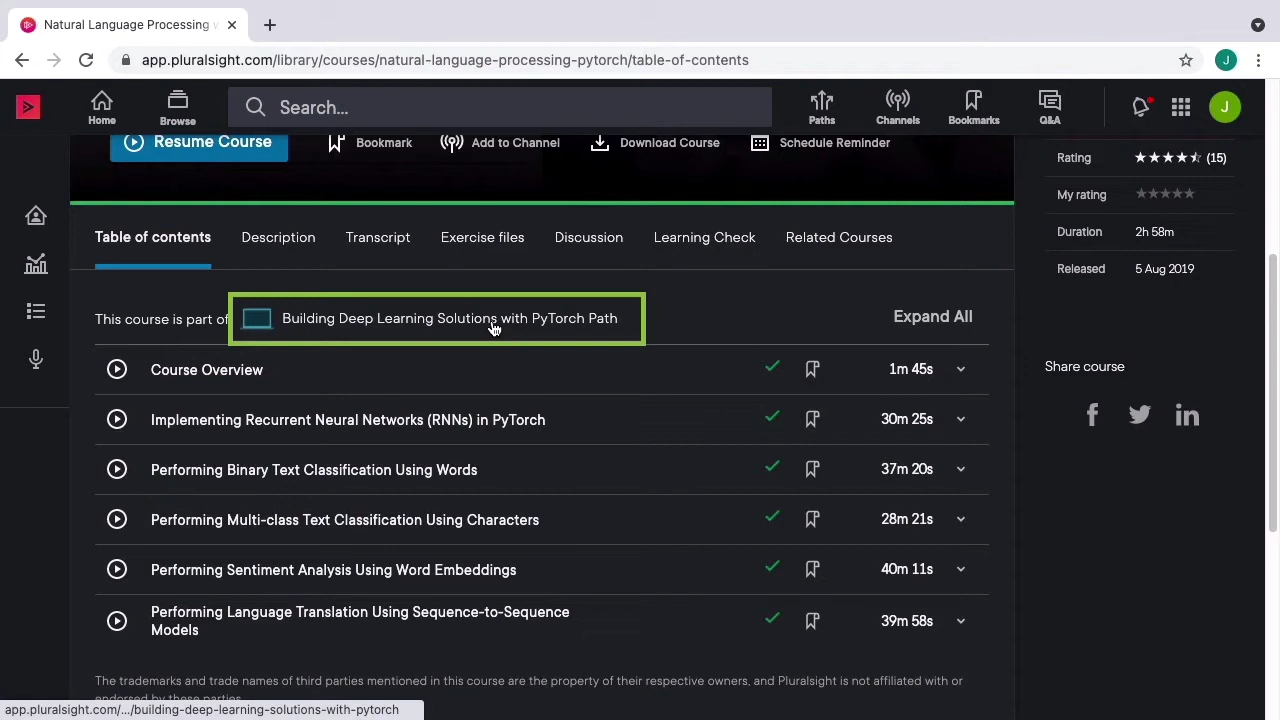 Natural Language Processing w
app.pluralsight.com/library/courses/natural-language-processing-pytorch/table-of-contents
J
Home
Browse
Search...
Paths
Channels
Bookmarks
Q&A
J
Resume Course
Bookmark
Add to Channel
Download Course
Schedule Reminder
Rating
(15)
My rating
Duration
2h 58m
Released
5 Aug 2019
Table of contents
Description
Transcript
Exercise files
Discussion
Learning Check
Related Courses
This course is part of
Building Deep Learning Solutions with PyTorch Path
Expand All
Course Overview
1m 45s
Implementing Recurrent Neural Networks (RNNs) in PyTorch
30m 25s
Performing Binary Text Classification Using Words
37m 20s
Performing Multi-class Text Classification Using Characters
28m 21s
Performing Sentiment Analysis Using Word Embeddings
40m 11s
Performing Language Translation Using Sequence-to-Sequence
Models
39m 58s
Share course
The trademarks and trade names of third parties mentioned in this course are the property of their respective owners, and Pluralsight is not affiliated with or
endorsed by these parties.
app.pluralsight.com/.../building-deep-learning-solutions-with-pytorch